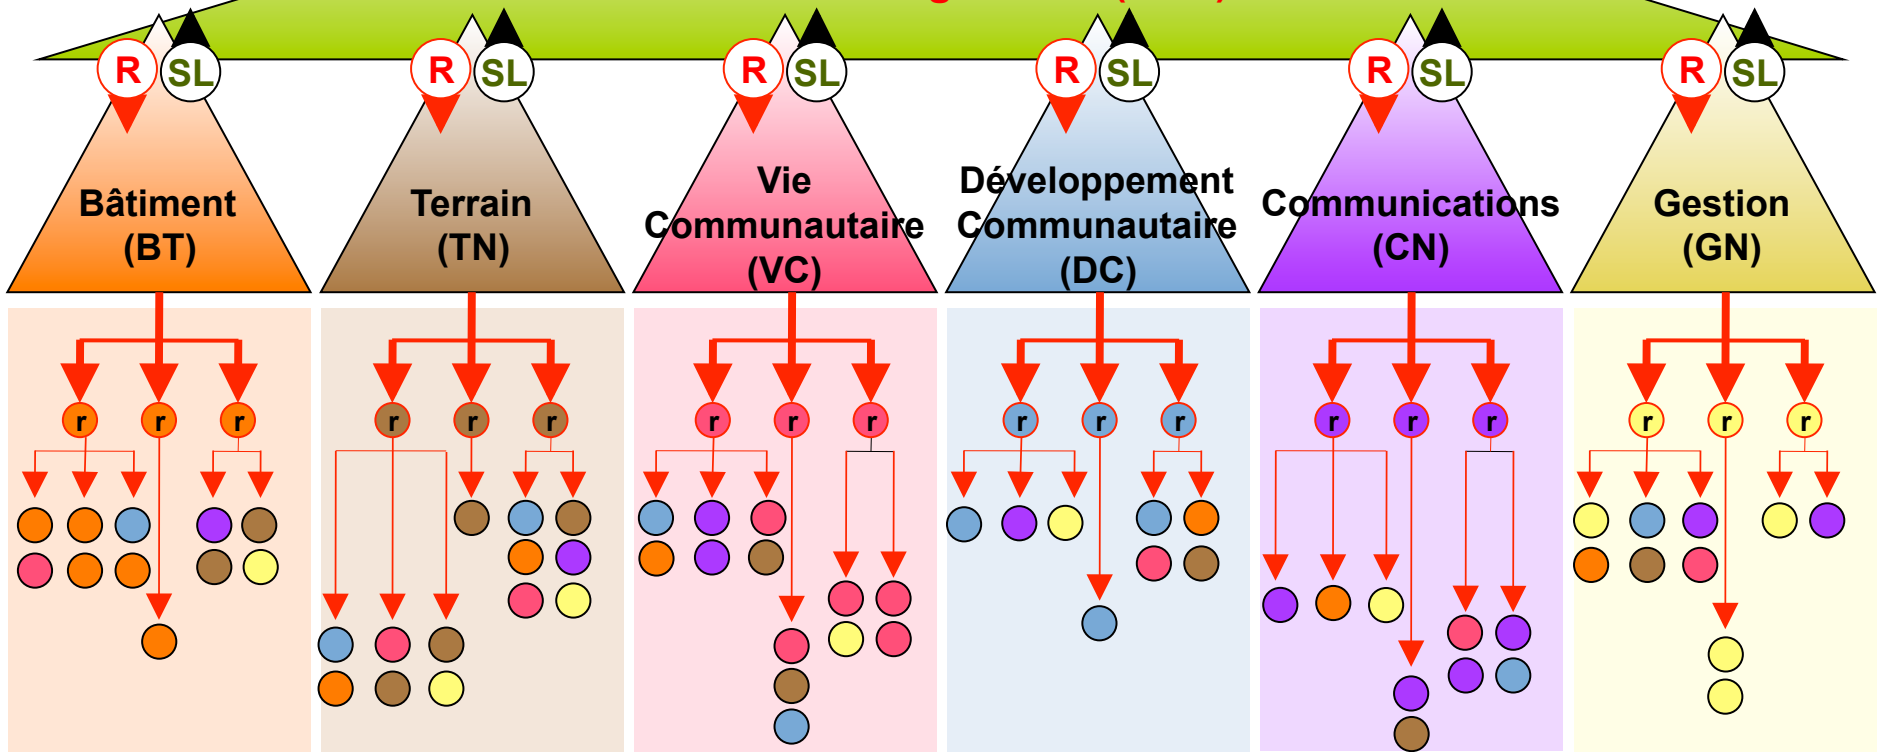 R SL R SL R SL R SL R SL R SL
Bâtiment
(BT)
Terrain
(TN)
Vie
Communautaire
(VC)
Développement
Communautaire
(DC)
Communications
(CN)
Gestion
(GN)
r r r r r r r r r r r r r r r r r r